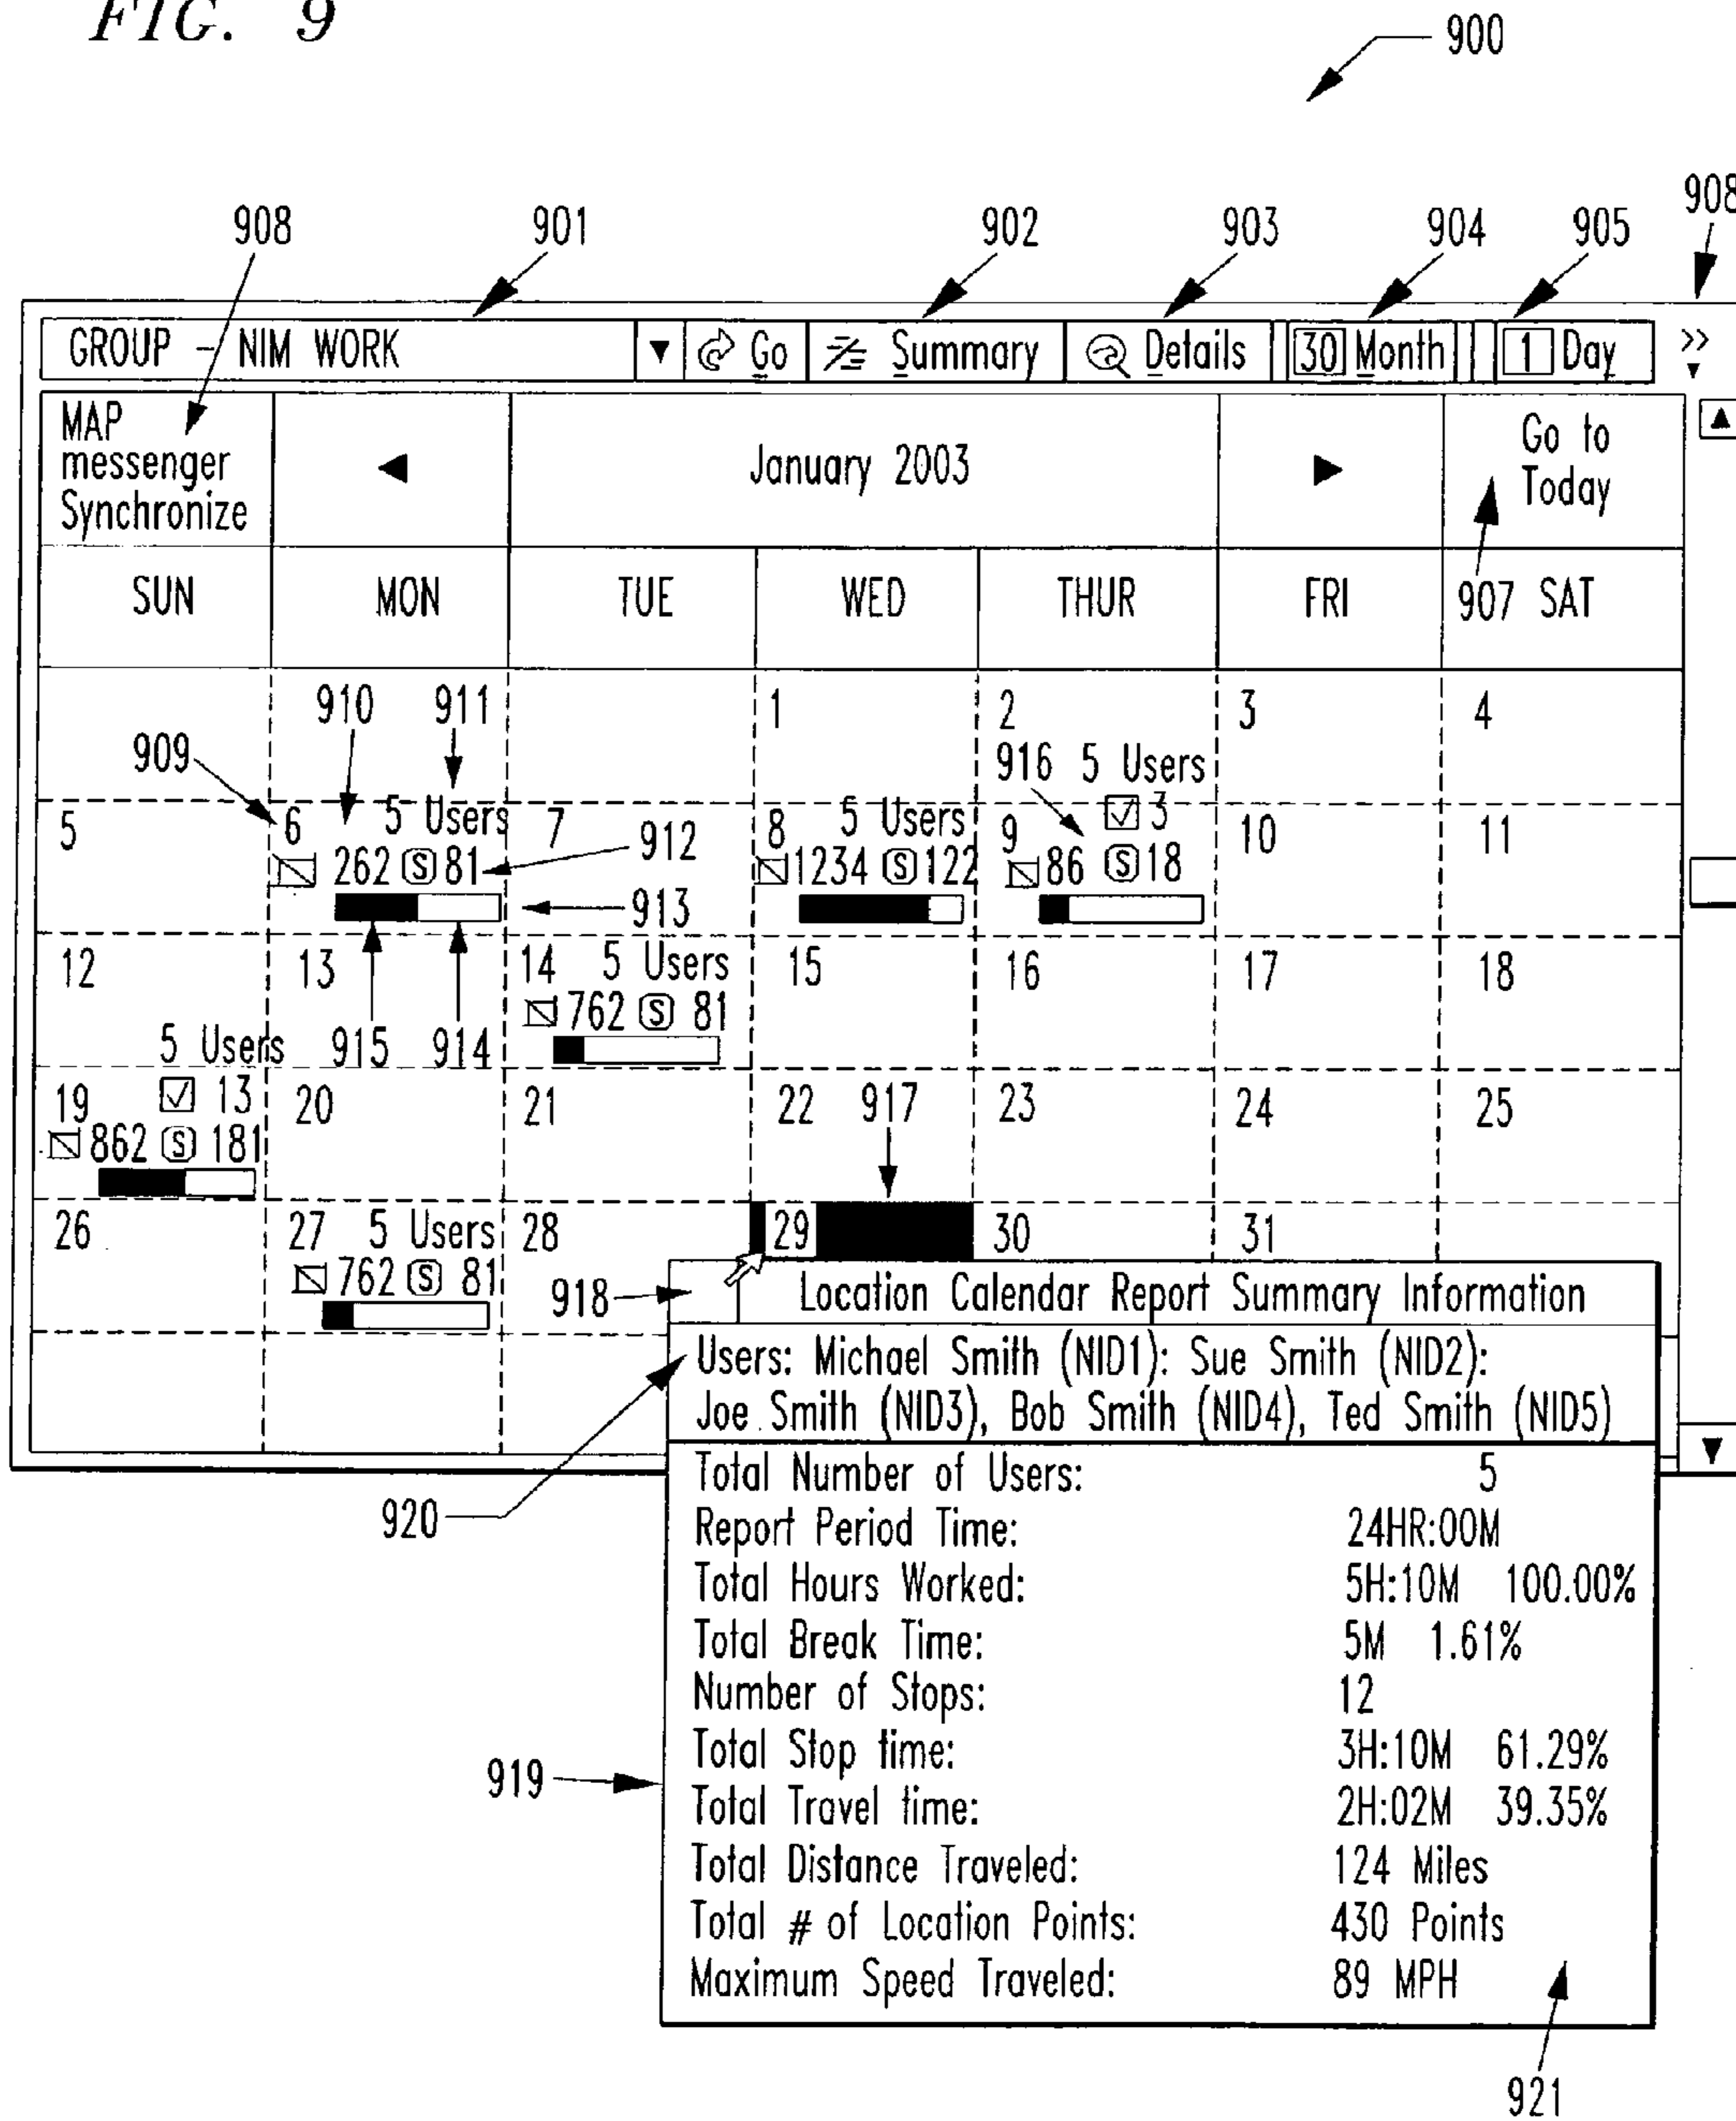 FIG. 9
900
908 901 902 903 904 905 908
GROUP - NIM WORK Go Summary Details 30 Month 1 Day >>
MAP
messenger
Synchronize
January 2003
Go to
Today
SUN MON TUE WED THUR FRI 907 SAT
910 911 1 2 3 4
909 916 5 Users
5 6 5 Users 7 8 5 Users 9 ☑ 3 10 11
262 Ⓢ 81 912 1234 Ⓢ 122 86 Ⓢ 18
913
12 13 14 5 Users 15 16 17 18
762 Ⓢ 81
5 Users 915 914
19 ☑ 13 20 21 22 917 23 24 25
862 Ⓢ 181
26 27 5 Users 28 29 30 31
762 Ⓢ 81
918 Location Calendar Report Summary Information
Users: Michael Smith (NID1): Sue Smith (NID2):
Joe Smith (NID3), Bob Smith (NID4), Ted Smith (NID5)
Total Number of Users: 5
920
Report Period Time: 24HR:00M
Total Hours Worked: 5H:10M 100.00%
Total Break Time: 5M 1.61%
Number of Stops: 12
Total Stop time: 3H:10M 61.29%
919
Total Travel time: 2H:02M 39.35%
Total Distance Traveled: 124 Miles
Total # of Location Points: 430 Points
Maximum Speed Traveled: 89 MPH
921